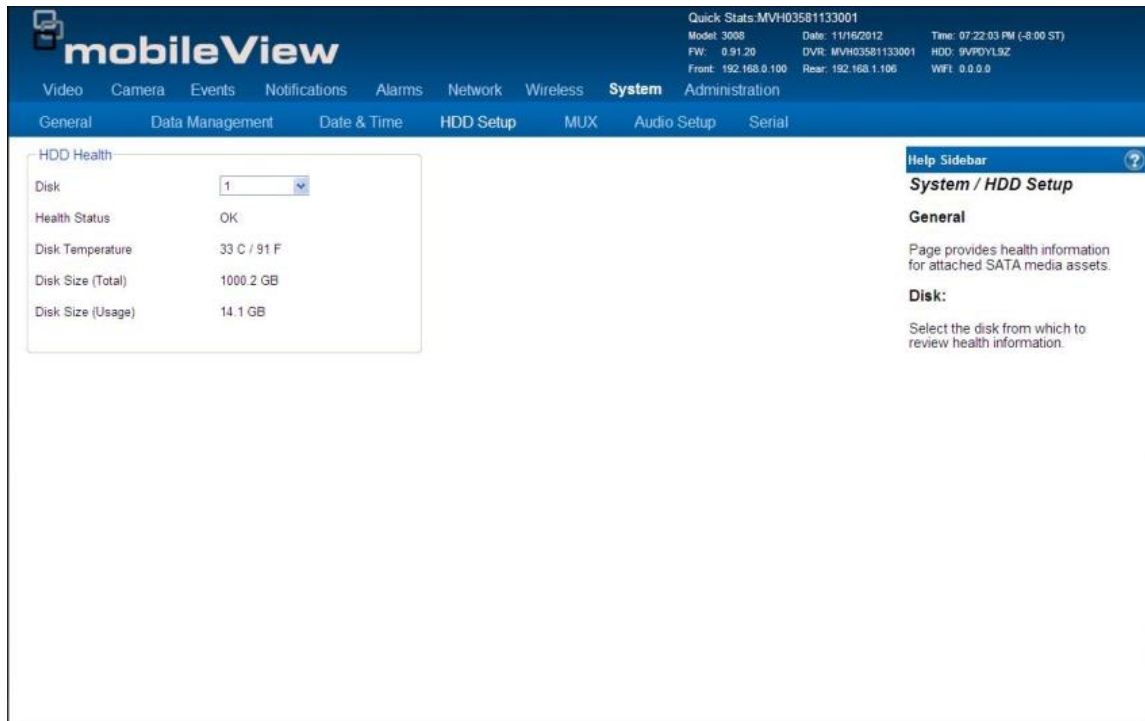 mobileView
Quick Stats:MVH03581133001
Model: 3008 Date: 11/16/2012 Time: 07:22:03 PM (-8:00 ST)
FW: 0.91.20 DVR: MVH03581133001 HDD: 9VPDYL9Z
Front: 192.168.0.100 Rear: 192.168.1.106 WIFI: 0.0.0.0
Video Camera Events Notifications Alarms Network Wireless System Administration
General Data Management Date & Time HDD Setup MUX Audio Setup Serial
HDD Health
Disk 1
Health Status OK
Disk Temperature 33 C / 91 F
Disk Size (Total) 1000.2 GB
Disk Size (Usage) 14.1 GB
Help Sidebar ?
System / HDD Setup
General
Page provides health information
for attached SATA media assets.
Disk:
Select the disk from which to
review health information.